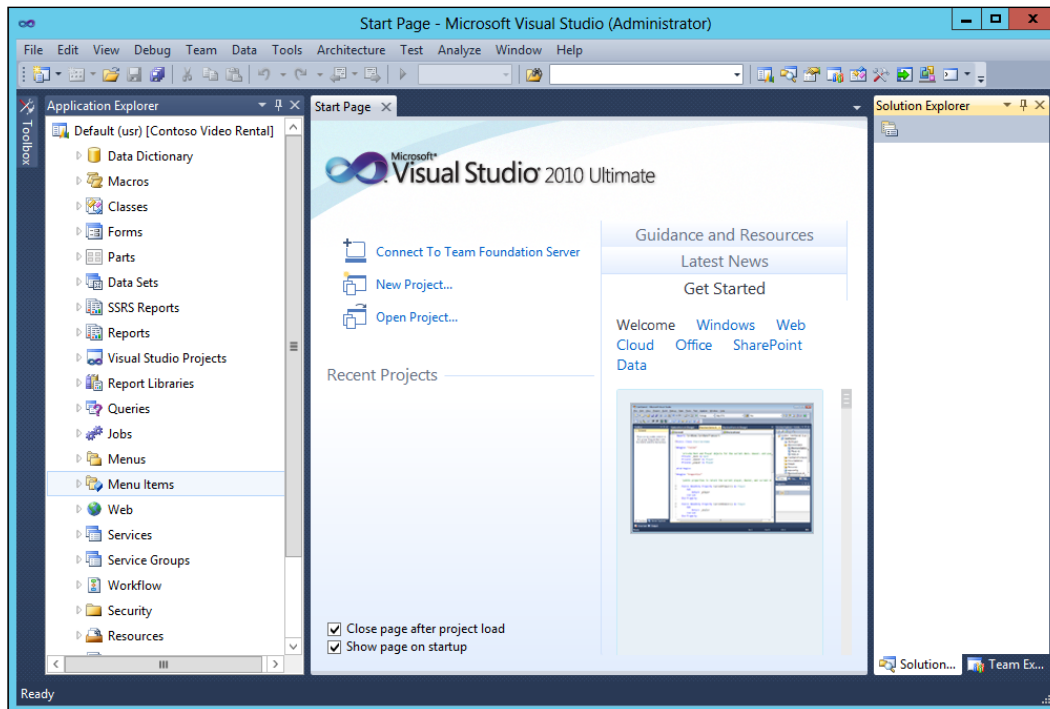 Start Page - Microsoft Visual Studio (Administrator)
File Edit View Debug Team Data Tools Architecture Test Analyze Window Help
Toolbox
Application Explorer
Default (usr) [Contoso Video Rental]
Data Dictionary
Macros
Classes
Forms
Parts
Data Sets
SSRS Reports
Reports
Visual Studio Projects
Report Libraries
Queries
Jobs
Menus
Menu Items
Web
Services
Service Groups
Workflow
Security
Resources
Start Page
Microsoft®
Visual Studio 2010 Ultimate
Connect To Team Foundation Server
New Project...
Open Project...
Recent Projects
Close page after project load
Show page on startup
Guidance and Resources
Latest News
Get Started
Welcome Windows Web
Cloud Office SharePoint
Data
Solution Explorer
Solution... Team Ex...
Ready